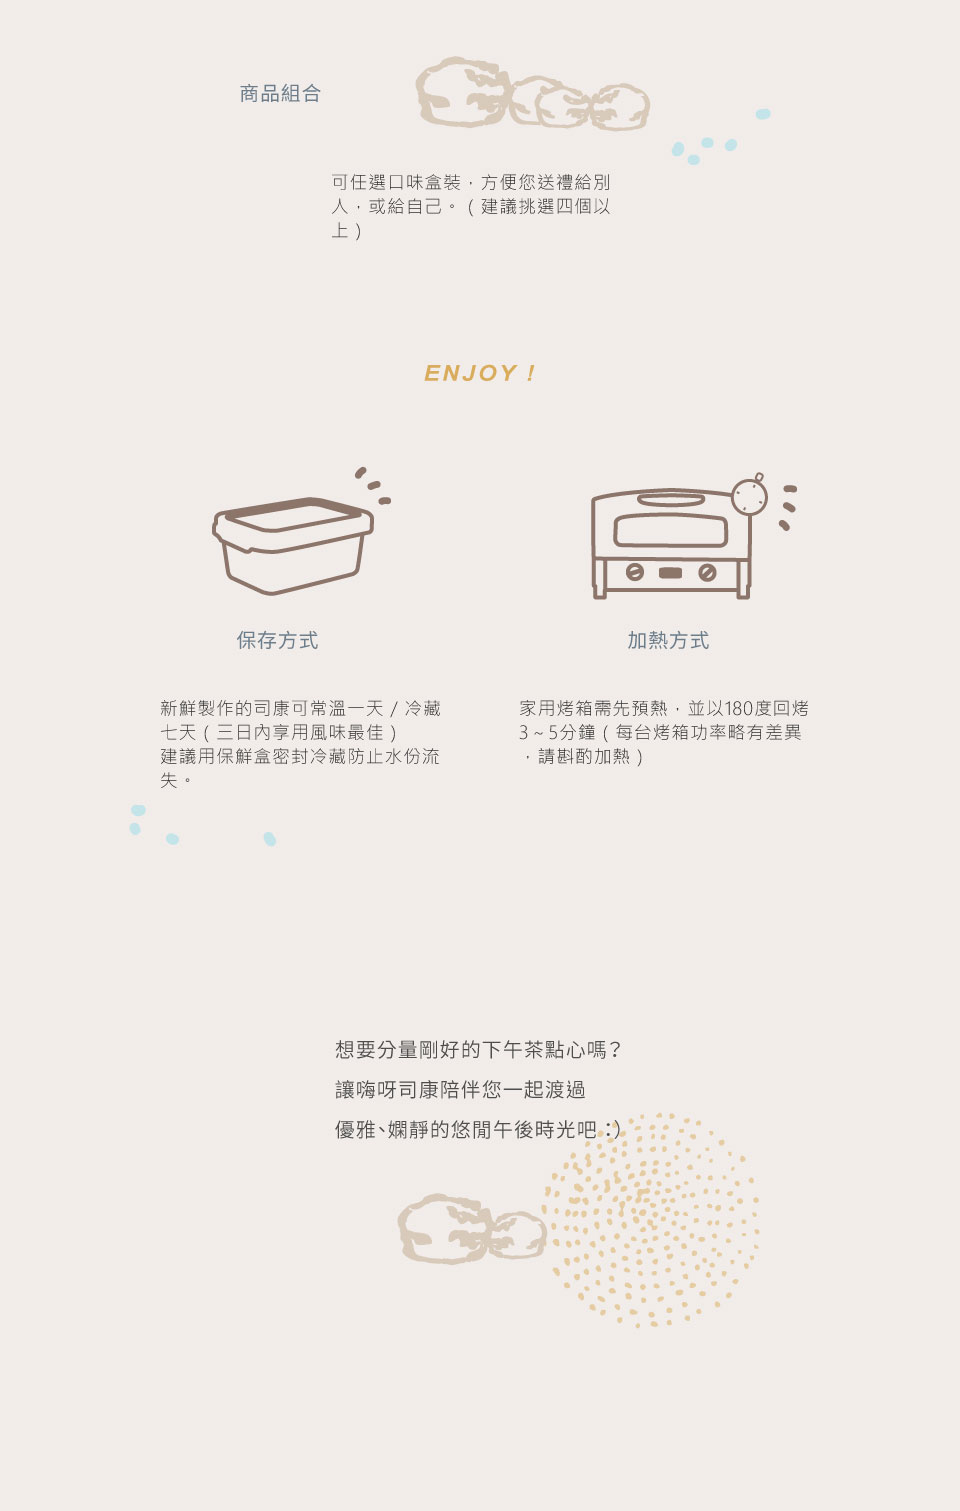 商品組合
可任選口味盒裝，方便您送禮給別
人，或給自己。（建議挑選四個以
上）
ENJOY！
保存方式
新鮮製作的司康可常溫一天 / 冷藏
七天（三日內享用風味最佳）
建議用保鮮盒密封冷藏防止水份流
失。
加熱方式
家用烤箱需先預熱，並以180度回烤
3 ~ 5分鐘（每台烤箱功率略有差異
，請斟酌加熱）
想要分量剛好的下午茶點心嗎？
讓嗨呀司康陪伴您一起渡過
優雅、嫻靜的悠閒午後時光吧 :）